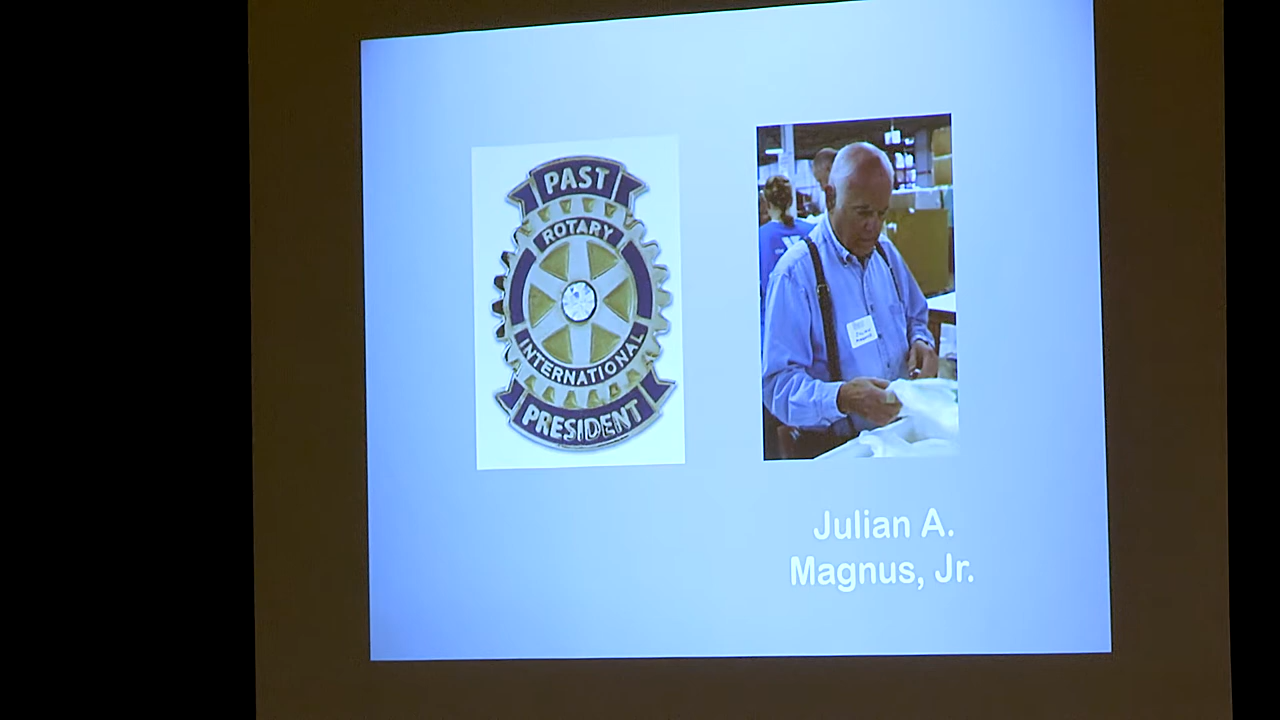 PAST
ROTARY
INTERNATIONAL
PRESIDENT
Julian A.
Magnus, Jr.